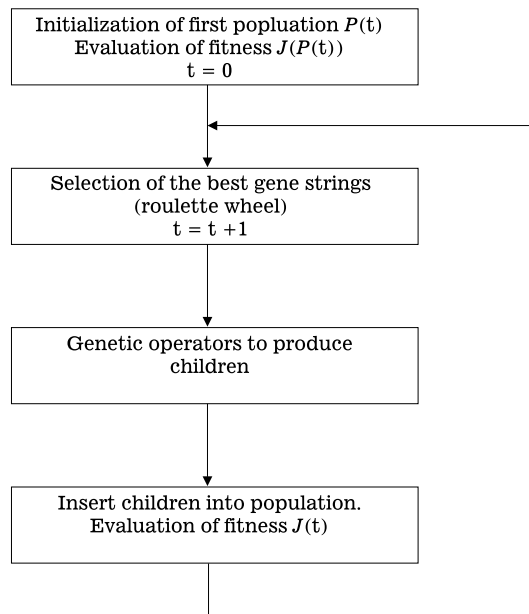 Initialization of first popluation P(t)
Evaluation of fitness J(P(t))
t = 0
Selection of the best gene strings
(roulette wheel)
t = t +1
Genetic operators to produce
children
Insert children into population.
Evaluation of fitness J(t)